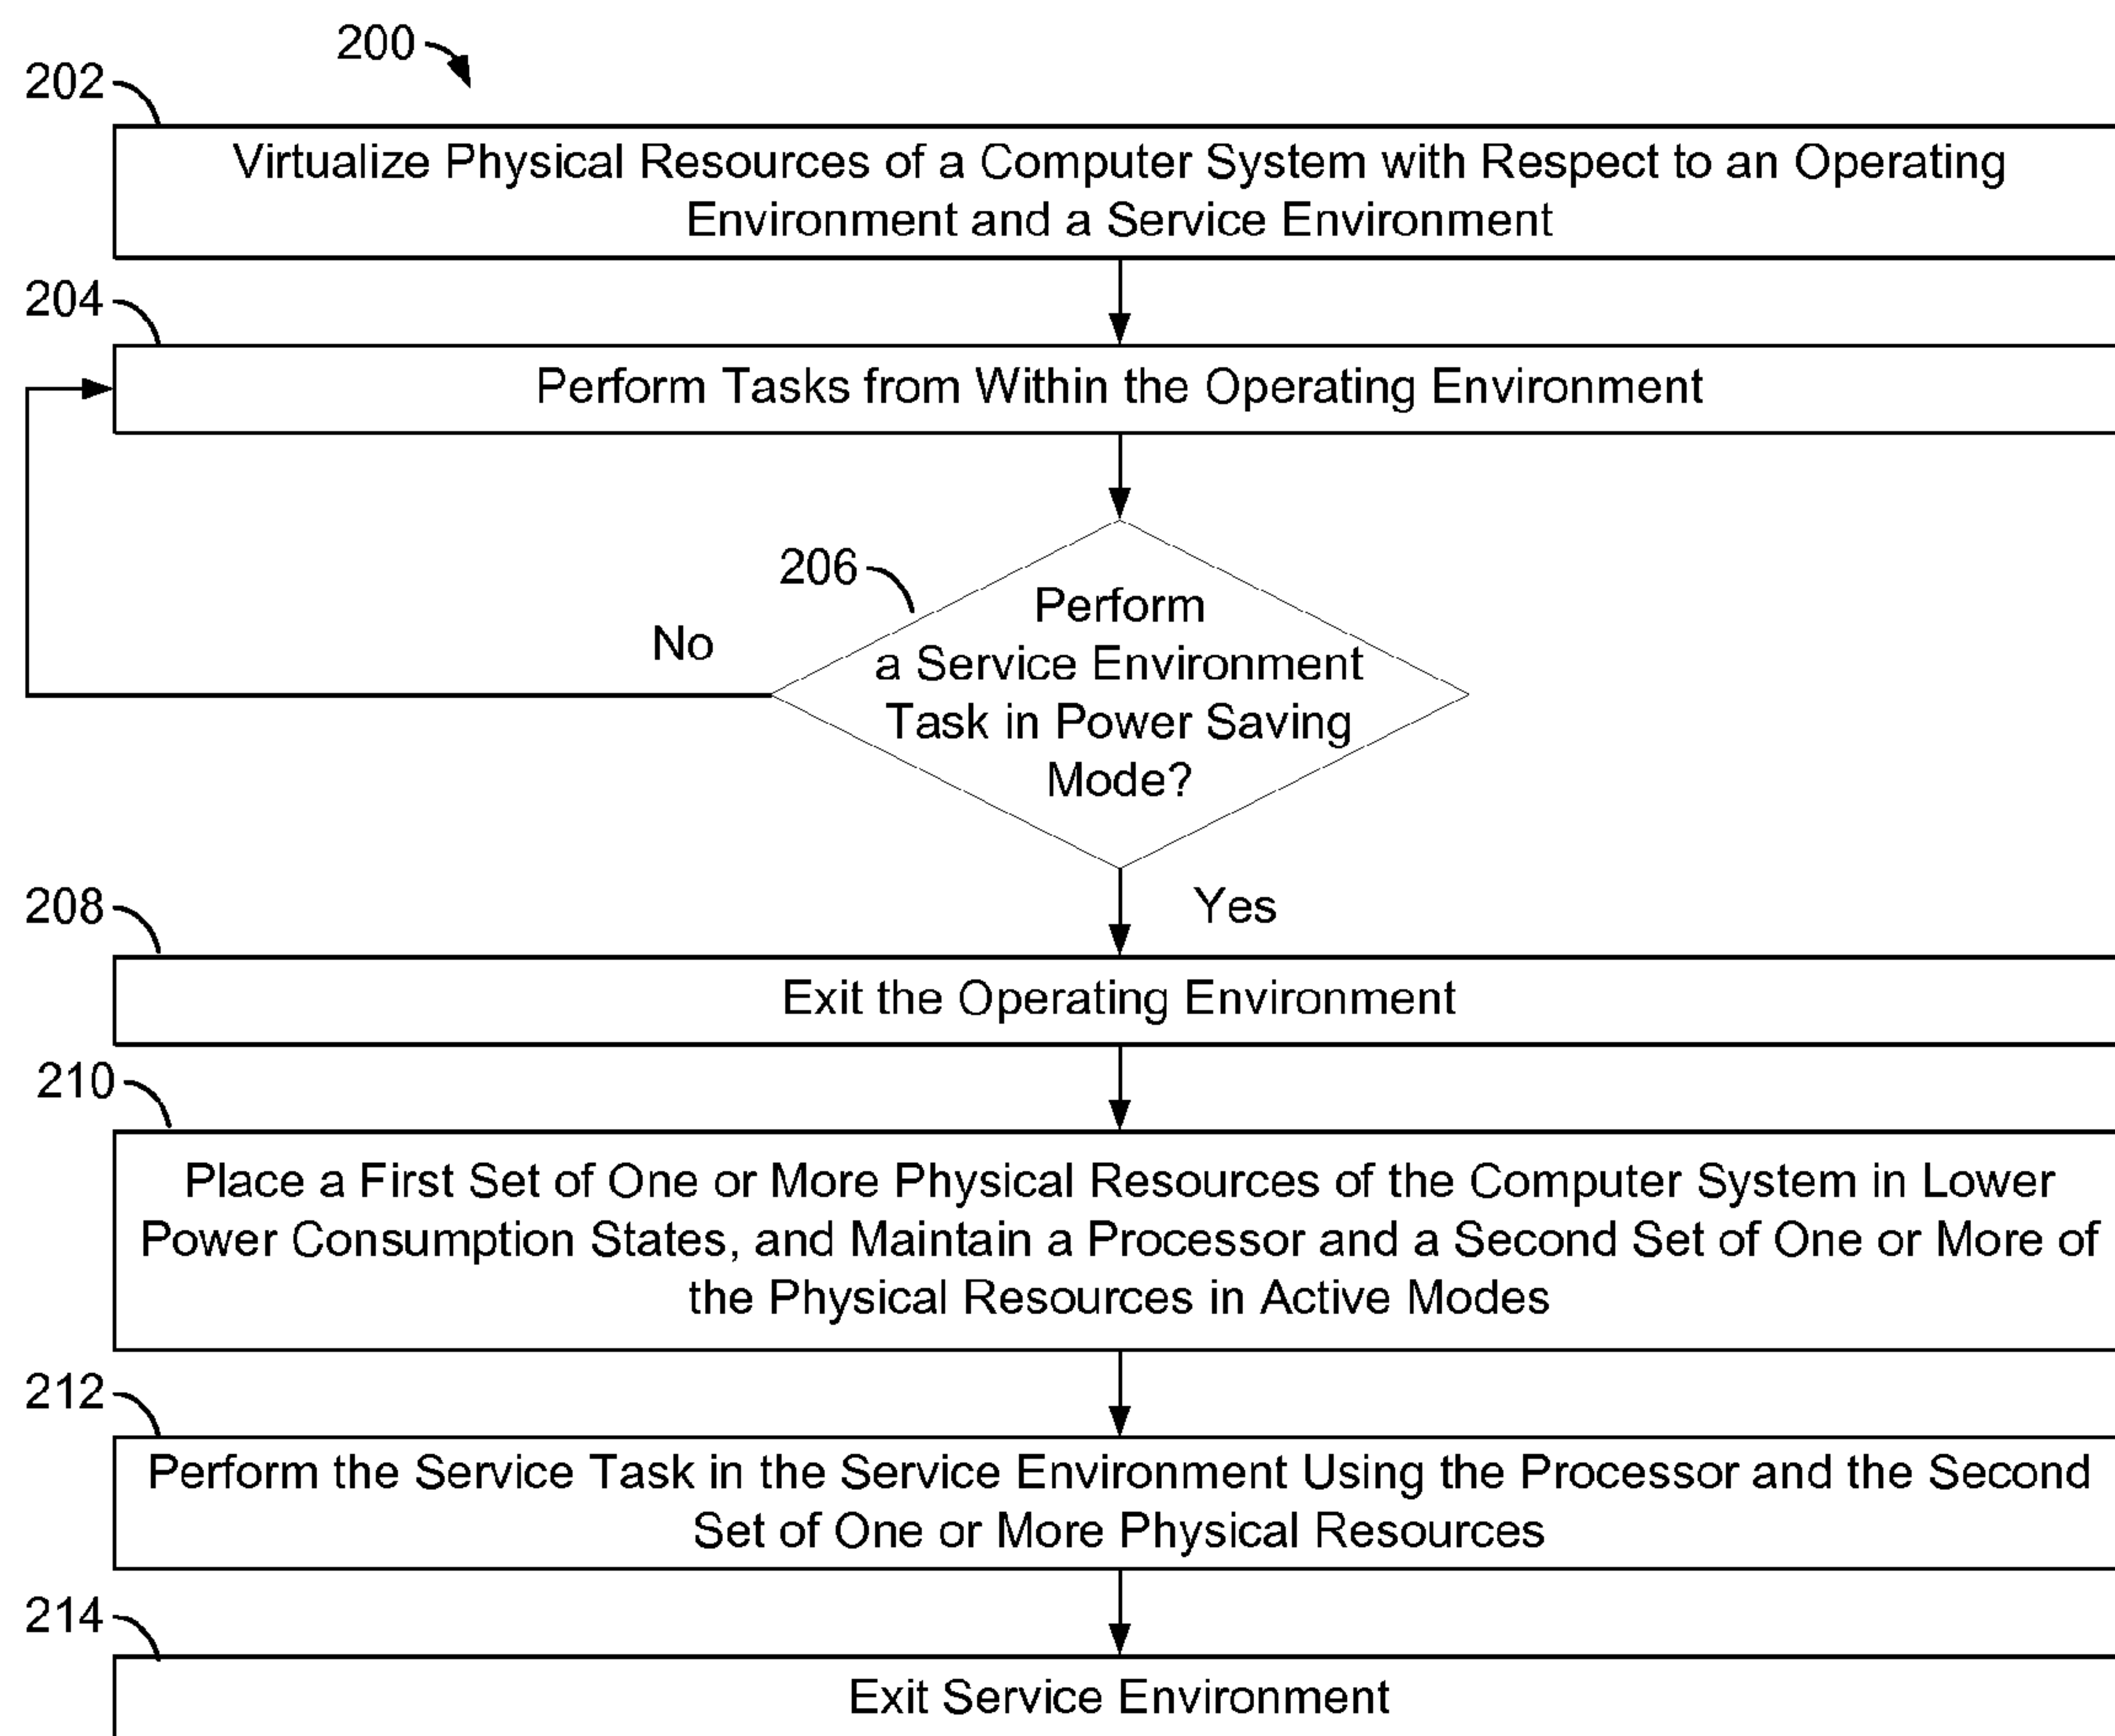 200
202
Virtualize Physical Resources of a Computer System with Respect to an Operating
Environment and a Service Environment
204
Perform Tasks from Within the Operating Environment
206
Perform
a Service Environment
Task in Power Saving
Mode?
No
Yes
208
Exit the Operating Environment
210
Place a First Set of One or More Physical Resources of the Computer System in Lower
Power Consumption States, and Maintain a Processor and a Second Set of One or More of
the Physical Resources in Active Modes
212
Perform the Service Task in the Service Environment Using the Processor and the Second
Set of One or More Physical Resources
214
Exit Service Environment